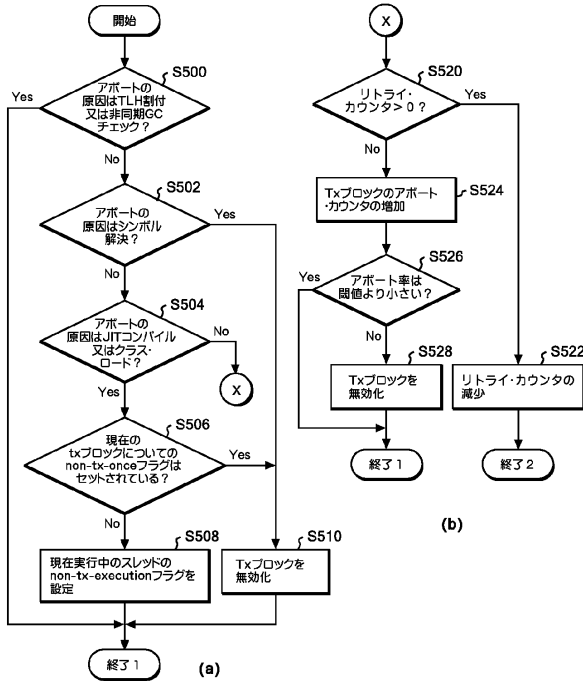 開始
S500
アボートの
原因はTLH割付
又は非同期GC
チェック？
Yes
No
S502
アボートの
原因はシンボル
解決？
Yes
No
S504
アボートの
原因はJITコンパイル
又はクラス・
ロード？
No
X
Yes
S506
現在の
txブロックについての
non-tx-onceフラグは
セットされている？
Yes
No
S508
現在実行中のスレッドの
non-tx-executionフラグを
設定
S510
Txブロックを
無効化
終了1
(a)
X
S520
リトライ・
カウンタ>0？
Yes
No
S524
Txブロックのアボート
・カウンタの増加
S526
アボート率は
閾値より小さい？
Yes
No
S528
Txブロックを
無効化
S522
リトライ・カウンタの
減少
終了1
終了2
(b)